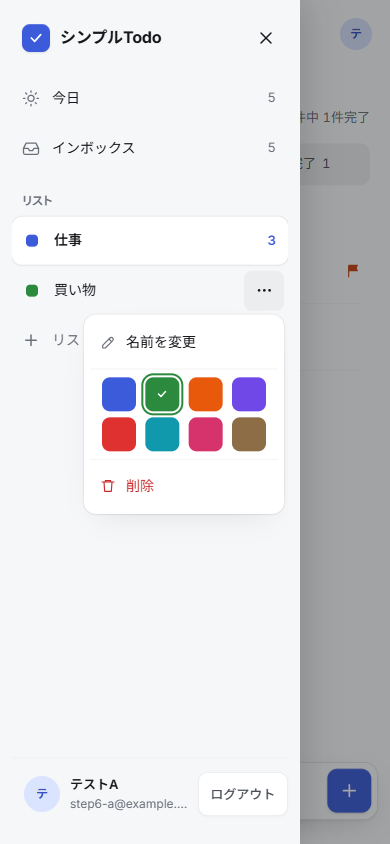 シンプルTodo
テ
今日 5
インボックス 5
件中 1件完了
完了 1
リスト
仕事 3
買い物
リス
名前を変更
削除
テ
テストA
step6-a@example....
ログアウト